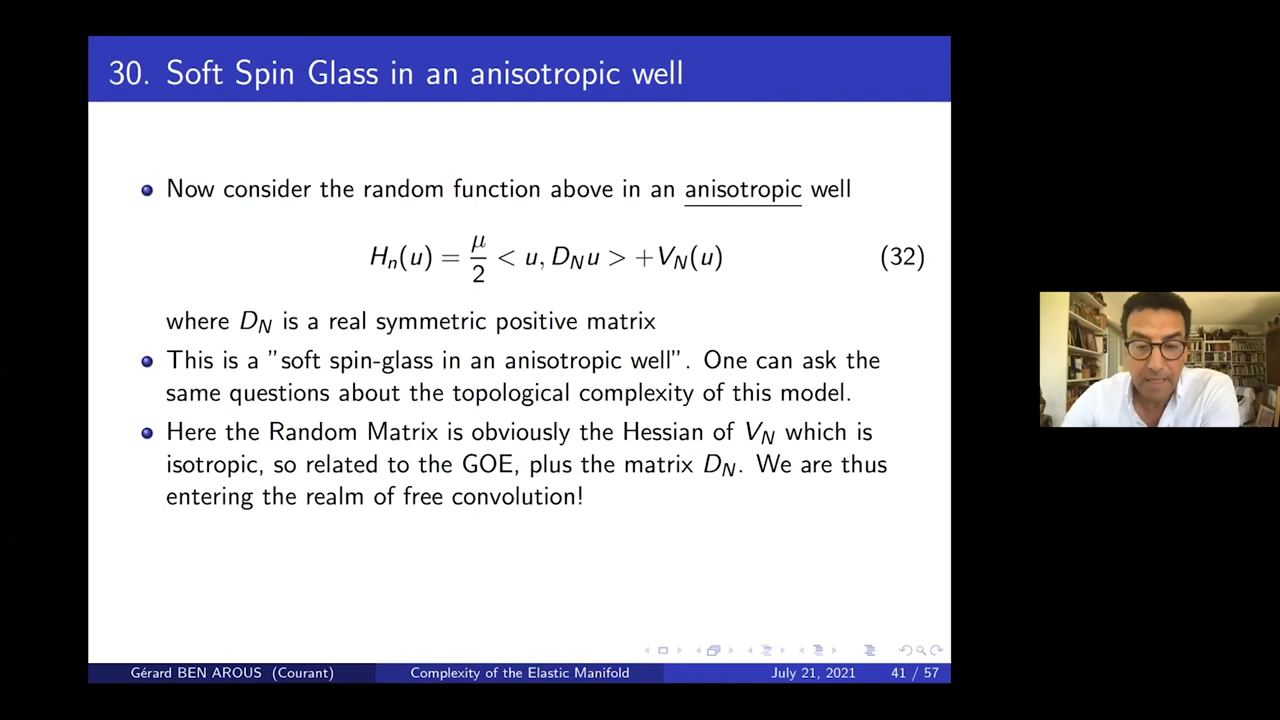 30. Soft Spin Glass in an anisotropic well
Now consider the random function above in an anisotropic well
H_n(u) = μ/2 < u, D_N u > +V_N(u) (32)
where D_N is a real symmetric positive matrix
This is a "soft spin-glass in an anisotropic well". One can ask the
same questions about the topological complexity of this model.
Here the Random Matrix is obviously the Hessian of V_N which is
isotropic, so related to the GOE, plus the matrix D_N. We are thus
entering the realm of free convolution!
Gérard BEN AROUS (Courant) Complexity of the Elastic Manifold July 21, 2021 41 / 57